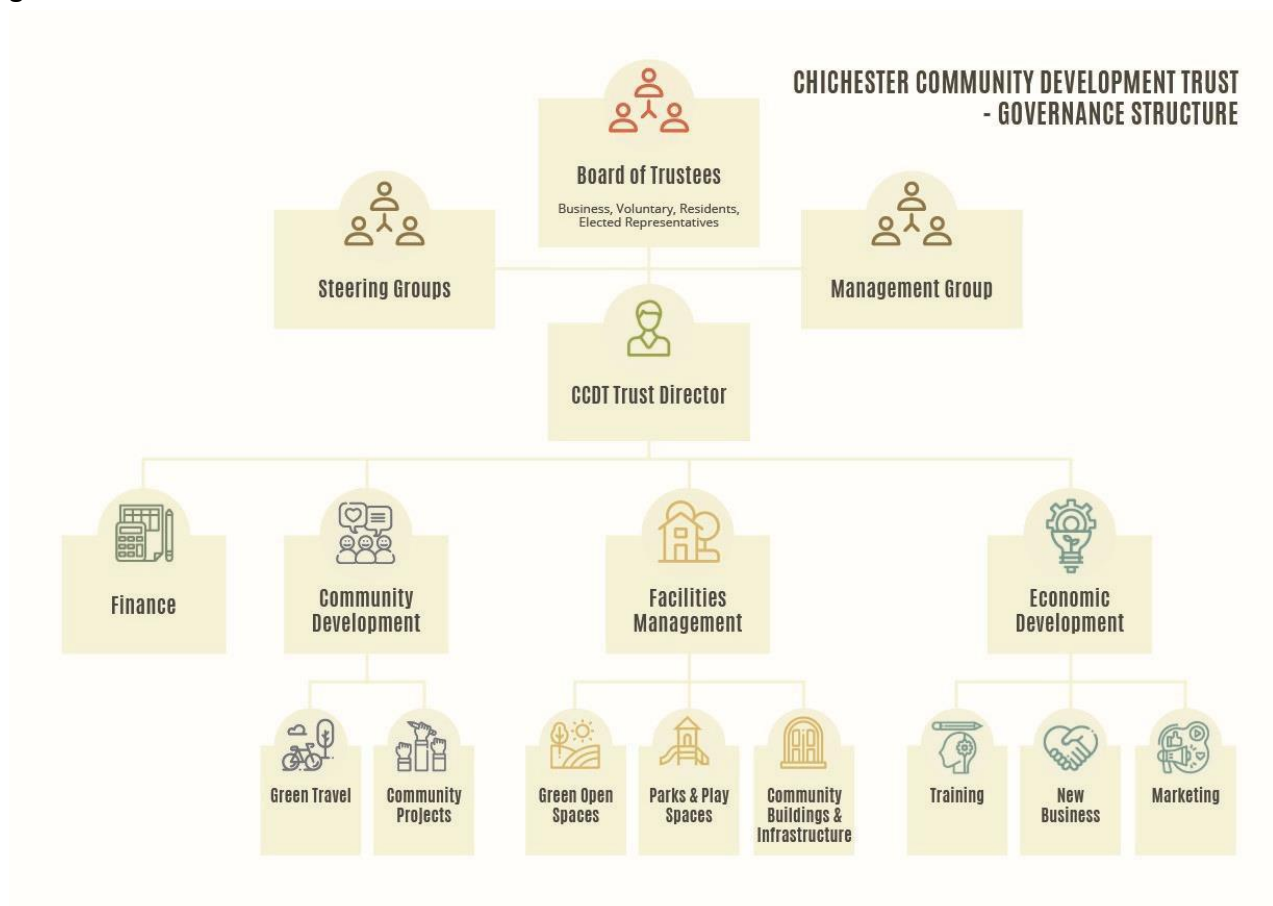 CHICHESTER COMMUNITY DEVELOPMENT TRUST
- GOVERNANCE STRUCTURE
Board of Trustees
Business, Voluntary, Residents,
Elected Representatives
Steering Groups
Management Group
CCDT Trust Director
Finance
Community
Development
Facilities
Management
Economic
Development
Green Travel
Community
Projects
Green Open
Spaces
Parks & Play
Spaces
Community
Buildings &
Infrastructure
Training
New
Business
Marketing